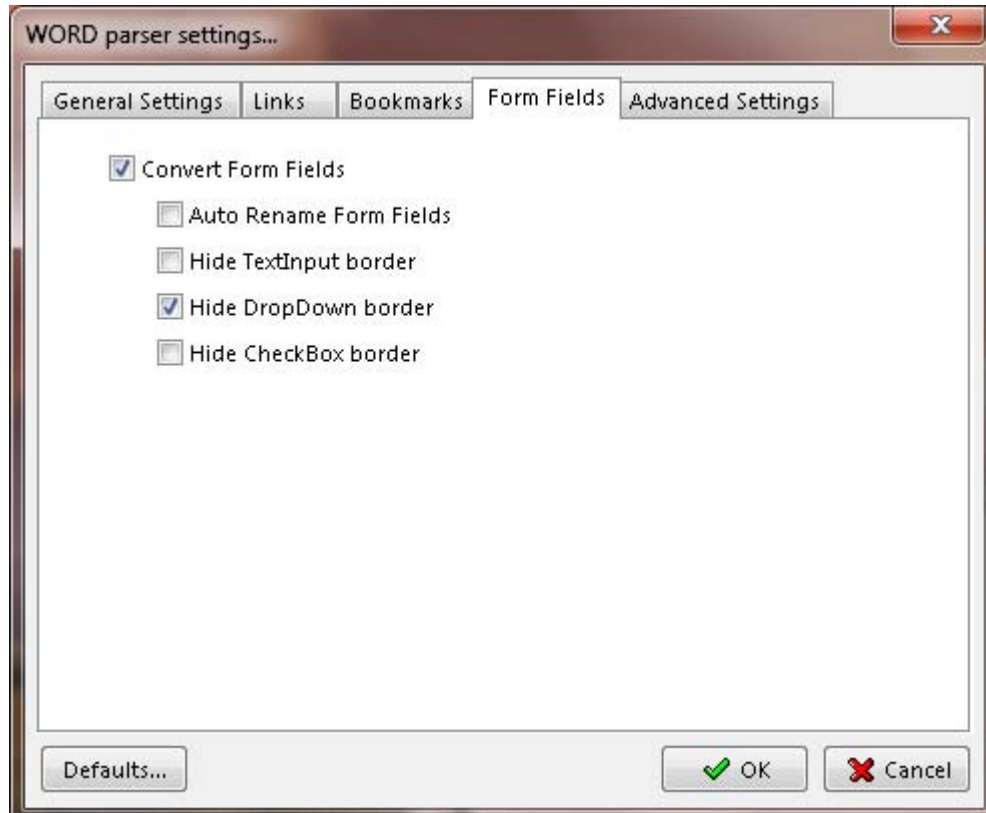 WORD parser settings...
General Settings Links Bookmarks Form Fields Advanced Settings
Convert Form Fields
Auto Rename Form Fields
Hide TextInput border
Hide DropDown border
Hide CheckBox border
Defaults... OK Cancel